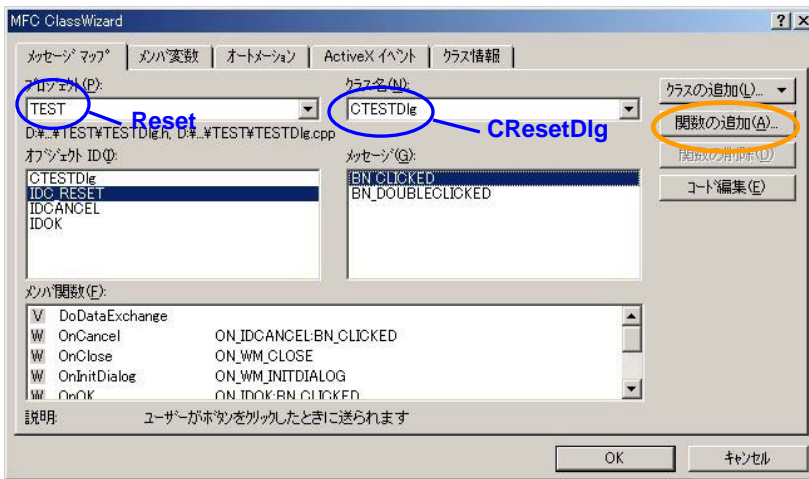 MFC ClassWizard
メッセージ マップ メンバ変数 オートメーション ActiveX イベント クラス情報
プロジェクト(P):
クラス名(N):
クラスの追加(L)...
TEST
CTESTDlg
Reset
CResetDlg
関数の追加(A)...
D:¥...¥TEST¥TESTDlg.h, D:¥...¥TEST¥TESTDlg.cpp
オブジェクト ID(I):
メッセージ(G):
関数の削除(D)
CTESTDlg
IDC_RESET
IDCANCEL
IDOK
BN_CLICKED
BN_DOUBLECLICKED
コード編集(E)
メンバ関数(F):
V DoDataExchange
W OnCancel ON_IDCANCEL:BN_CLICKED
W OnClose ON_WM_CLOSE
W OnInitDialog ON_WM_INITDIALOG
W OnOK ON_IDOK:BN_CLICKED
説明: ユーザーがボタンをクリックしたときに送られます
OK キャンセル